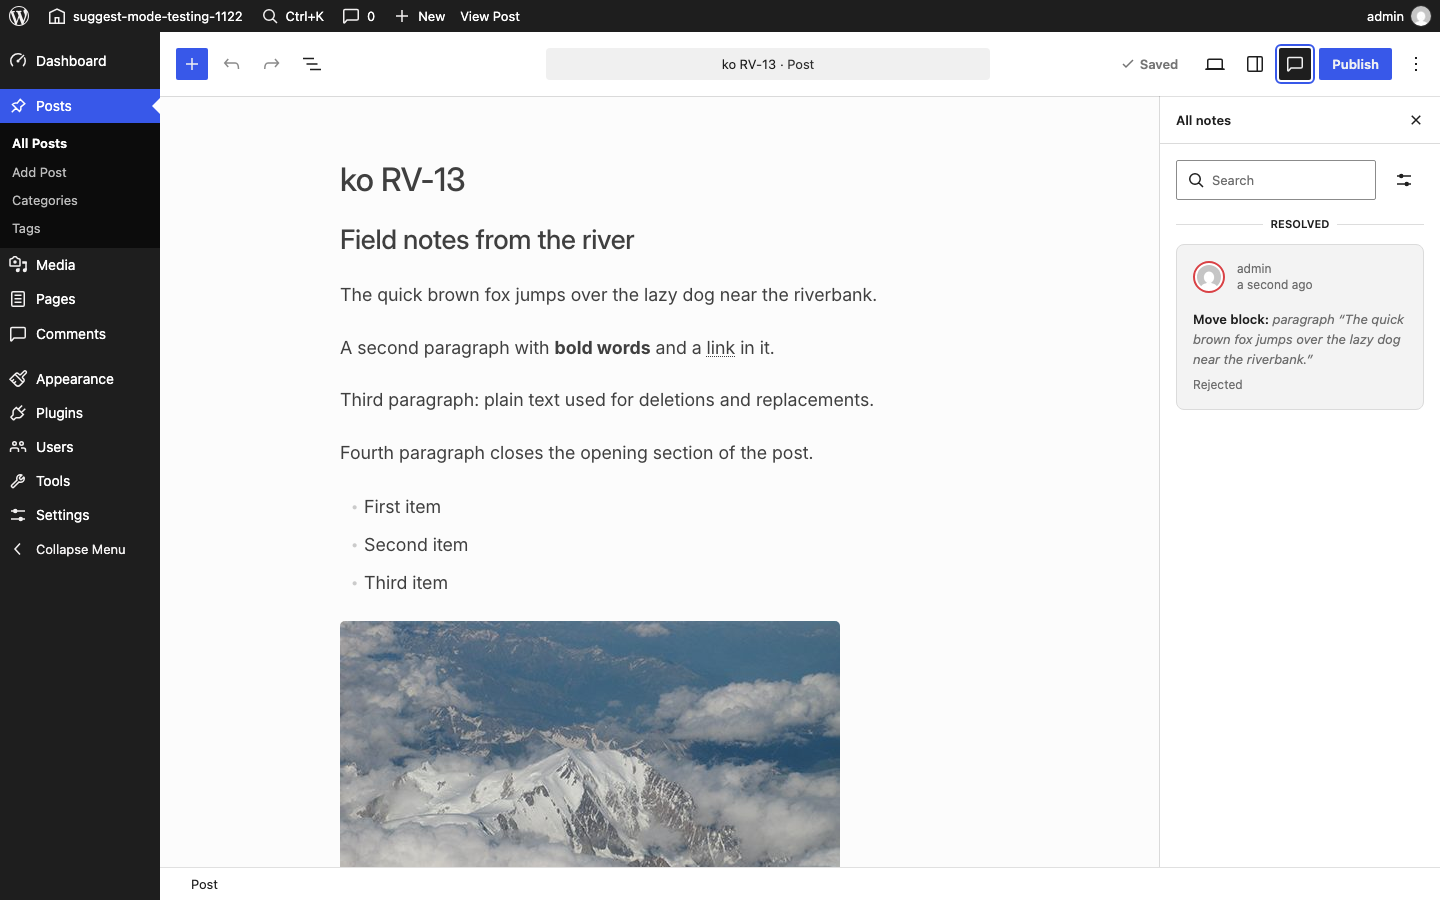 suggest-mode-testing-1122
Ctrl+K
0
New
View Post
admin
Dashboard
Posts
All Posts
Add Post
Categories
Tags
Media
Pages
Comments
Appearance
Plugins
Users
Tools
Settings
Collapse Menu
ko RV-13 · Post
Saved
Publish
ko RV-13
Field notes from the river
The quick brown fox jumps over the lazy dog near the riverbank.
A second paragraph with bold words and a link in it.
Third paragraph: plain text used for deletions and replacements.
Fourth paragraph closes the opening section of the post.
First item
Second item
Third item
All notes
Search
RESOLVED
admin
a second ago
Move block: paragraph “The quick
brown fox jumps over the lazy dog
near the riverbank.”
Rejected
Post